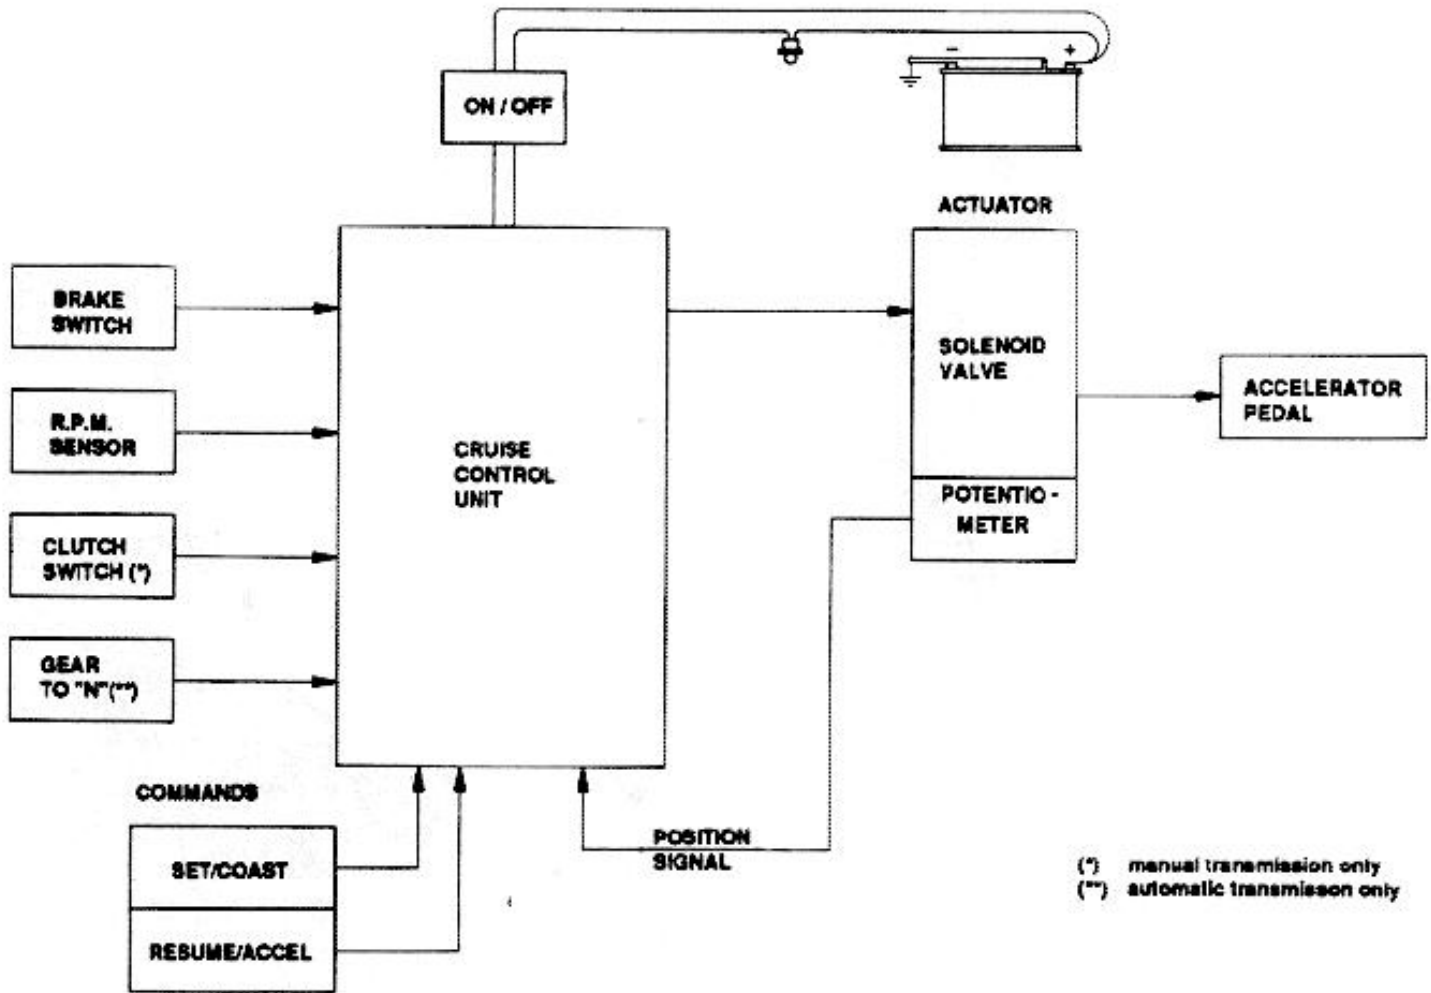 - +
ON / OFF
ACTUATOR
BRAKE
SWITCH
R.P.M.
SENSOR
CLUTCH
SWITCH (*)
GEAR
TO "N"(**)
CRUISE
CONTROL
UNIT
SOLENOID
VALVE
POTENTIO -
METER
ACCELERATOR
PEDAL
COMMANDS
SET/COAST
RESUME/ACCEL
POSITION
SIGNAL
(*) manual transmission only
(**) automatic transmisson only